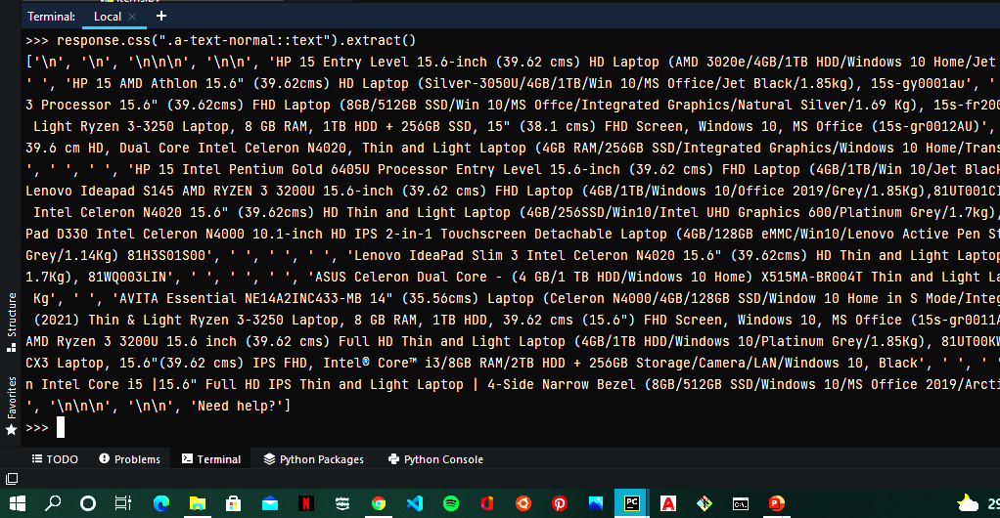 Terminal: Local × +
>>> response.css(".a-text-normal::text").extract()
['\n', '\n', '\n\n\n', '\n\n', 'HP 15 Entry Level 15.6-inch (39.62 cms) HD Laptop (AMD 3020e/4GB/1TB HDD/Windows 10 Home/Jet
' ', 'HP 15 AMD Athlon 15.6" (39.62cms) HD Laptop (Silver-3050U/4GB/1TB/Win 10/MS Office/Jet Black/1.85kg), 15s-gy0001au', '
3 Processor 15.6" (39.62cms) FHD Laptop (8GB/512GB SSD/Win 10/MS Offce/Integrated Graphics/Natural Silver/1.69 Kg), 15s-fr200
Light Ryzen 3-3250 Laptop, 8 GB RAM, 1TB HDD + 256GB SSD, 15" (38.1 cms) FHD Screen, Windows 10, MS Office (15s-gr0012AU)',
39.6 cm HD, Dual Core Intel Celeron N4020, Thin and Light Laptop (4GB RAM/256GB SSD/Integrated Graphics/Windows 10 Home/Trans
', ' ', ' ', 'HP 15 Intel Pentium Gold 6405U Processor Entry Level 15.6-inch (39.62 cms) FHD Laptop (4GB/1TB/Win 10/Jet Black
Lenovo Ideapad S145 AMD RYZEN 3 3200U 15.6-inch (39.62 cms) FHD Laptop (4GB/1TB/Windows 10/Office 2019/Grey/1.85Kg),81UT001CI
Intel Celeron N4020 15.6" (39.62cms) HD Thin and Light Laptop (4GB/256SSD/Win10/Intel UHD Graphics 600/Platinum Grey/1.7kg),
Pad D330 Intel Celeron N4000 10.1-inch HD IPS 2-in-1 Touchscreen Detachable Laptop (4GB/128GB eMMC/Win10/Lenovo Active Pen St
Grey/1.14Kg) 81H3S01S00', ' ', ' ', ' ', 'Lenovo IdeaPad Slim 3 Intel Celeron N4020 15.6" (39.62cms) HD Thin and Light Laptop
1.7Kg), 81WQ003LIN', ' ', ' ', ' ', 'ASUS Celeron Dual Core - (4 GB/1 TB HDD/Windows 10 Home) X515MA-BR004T Thin and Light La
Kg', ' ', 'AVITA Essential NE14A2INC433-MB 14" (35.56cms) Laptop (Celeron N4000/4GB/128GB SSD/Window 10 Home in S Mode/Integ
(2021) Thin & Light Ryzen 3-3250 Laptop, 8 GB RAM, 1TB HDD, 39.62 cms (15.6") FHD Screen, Windows 10, MS Office (15s-gr0011A
AMD Ryzen 3 3200U 15.6 inch (39.62 cms) Full HD Thin and Light Laptop (4GB/1TB HDD/Windows 10/Platinum Grey/1.85Kg), 81UT00KW
CX3 Laptop, 15.6"(39.62 cms) IPS FHD, Intel® Core™ i3/8GB RAM/2TB HDD + 256GB Storage/Camera/LAN/Windows 10, Black', ' ', ' '
n Intel Core i5 |15.6" Full HD IPS Thin and Light Laptop | 4-Side Narrow Bezel (8GB/512GB SSD/Windows 10/MS Office 2019/Arcti
', '\n\n\n', '\n\n', 'Need help?']
>>>
Structure
Favorites
TODO Problems Terminal Python Packages Python Console
29